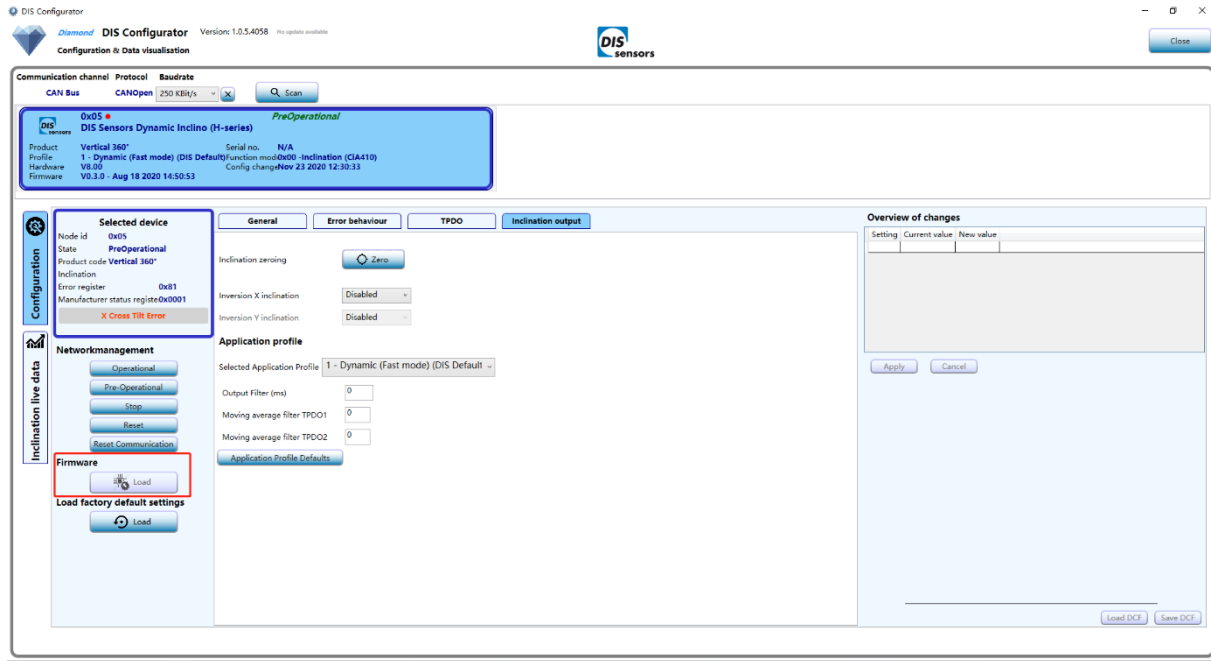 DIS Configurator
Diamond DIS Configurator Version: 1.0.5.4058 No update available
Configuration & Data visualisation
DIS sensors
Close
Communication channel Protocol Baudrate
CAN Bus CANOpen 250 KBit/s Scan
DIS sensors
0x05 PreOperational
DIS Sensors Dynamic Inclino (H-series)
Product Vertical 360° Serial no. N/A
Profile 1 - Dynamic (Fast mode) (DIS Default) Function mod 0x00 -Inclination (CiA410)
Hardware V8.00 Config change Nov 23 2020 12:30:33
Firmware V0.3.0 - Aug 18 2020 14:50:53
Configuration
Inclination live data
Selected device
Node id 0x05
State PreOperational
Product code Vertical 360°
Inclination
Error register 0x81
Manufacturer status registe 0x0001
X Cross Tilt Error
Networkmanagement
Operational
Pre-Operational
Stop
Reset
Reset Communication
Firmware
Load
Load factory default settings
Load
General Error behaviour TPDO Inclination output
Inclination zeroing Zero
Inversion X inclination Disabled
Inversion Y inclination Disabled
Application profile
Selected Application Profile 1 - Dynamic (Fast mode) (DIS Default
Output Filter (ms) 0
Moving average filter TPDO1 0
Moving average filter TPDO2 0
Application Profile Defaults
Overview of changes
Setting Current value New value
Apply Cancel
Load DCF Save DCF